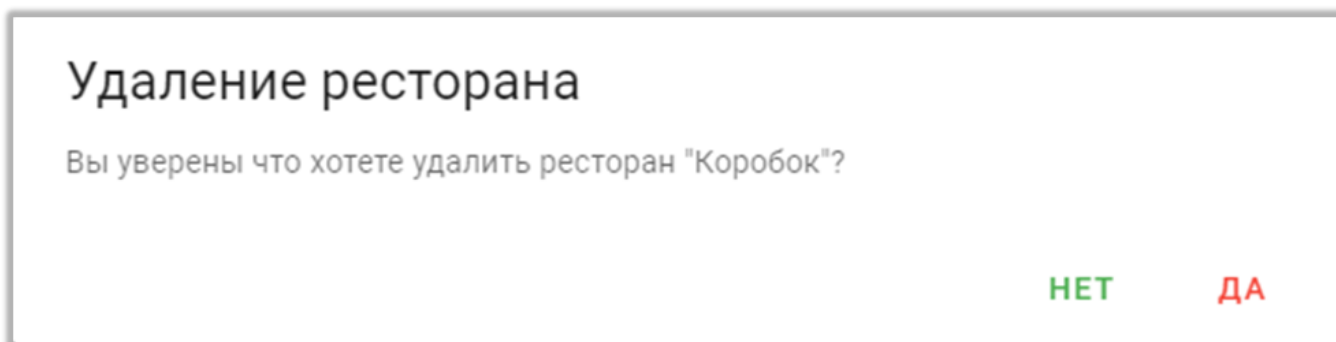 Удаление ресторана
Вы уверены что хотете удалить ресторан "Коробок"?
НЕТ ДА